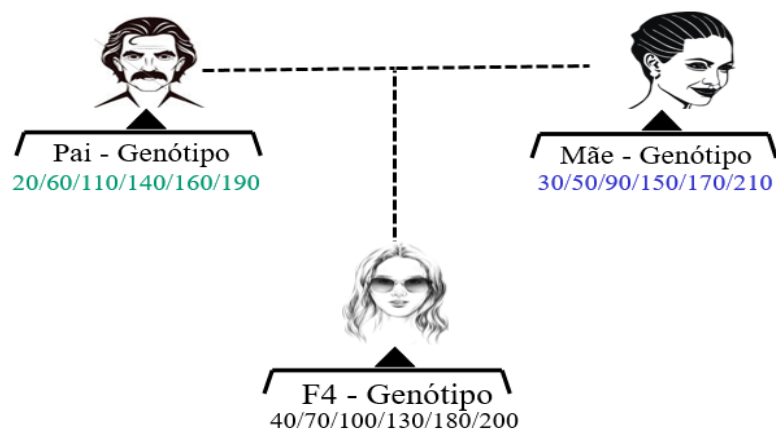 Pai - Genótipo
20/60/110/140/160/190
Mãe - Genótipo
30/50/90/150/170/210
F4 - Genótipo
40/70/100/130/180/200